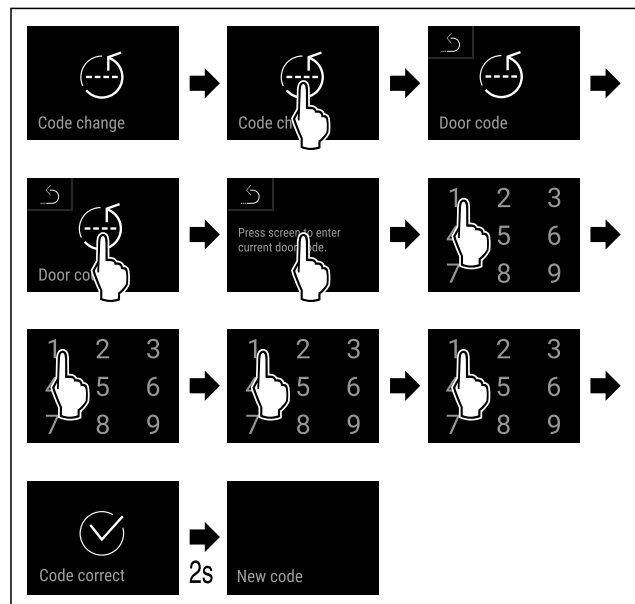 Code change
Code ch
Door code
Door co
Press screen to enter
current door de.
1 2 3
5 6
7 8 9
1 2 3
5 6
7 8 9
1 2 3
5 6
7 8 9
1 2 3
5 6
7 8 9
Code correct
2s
New code